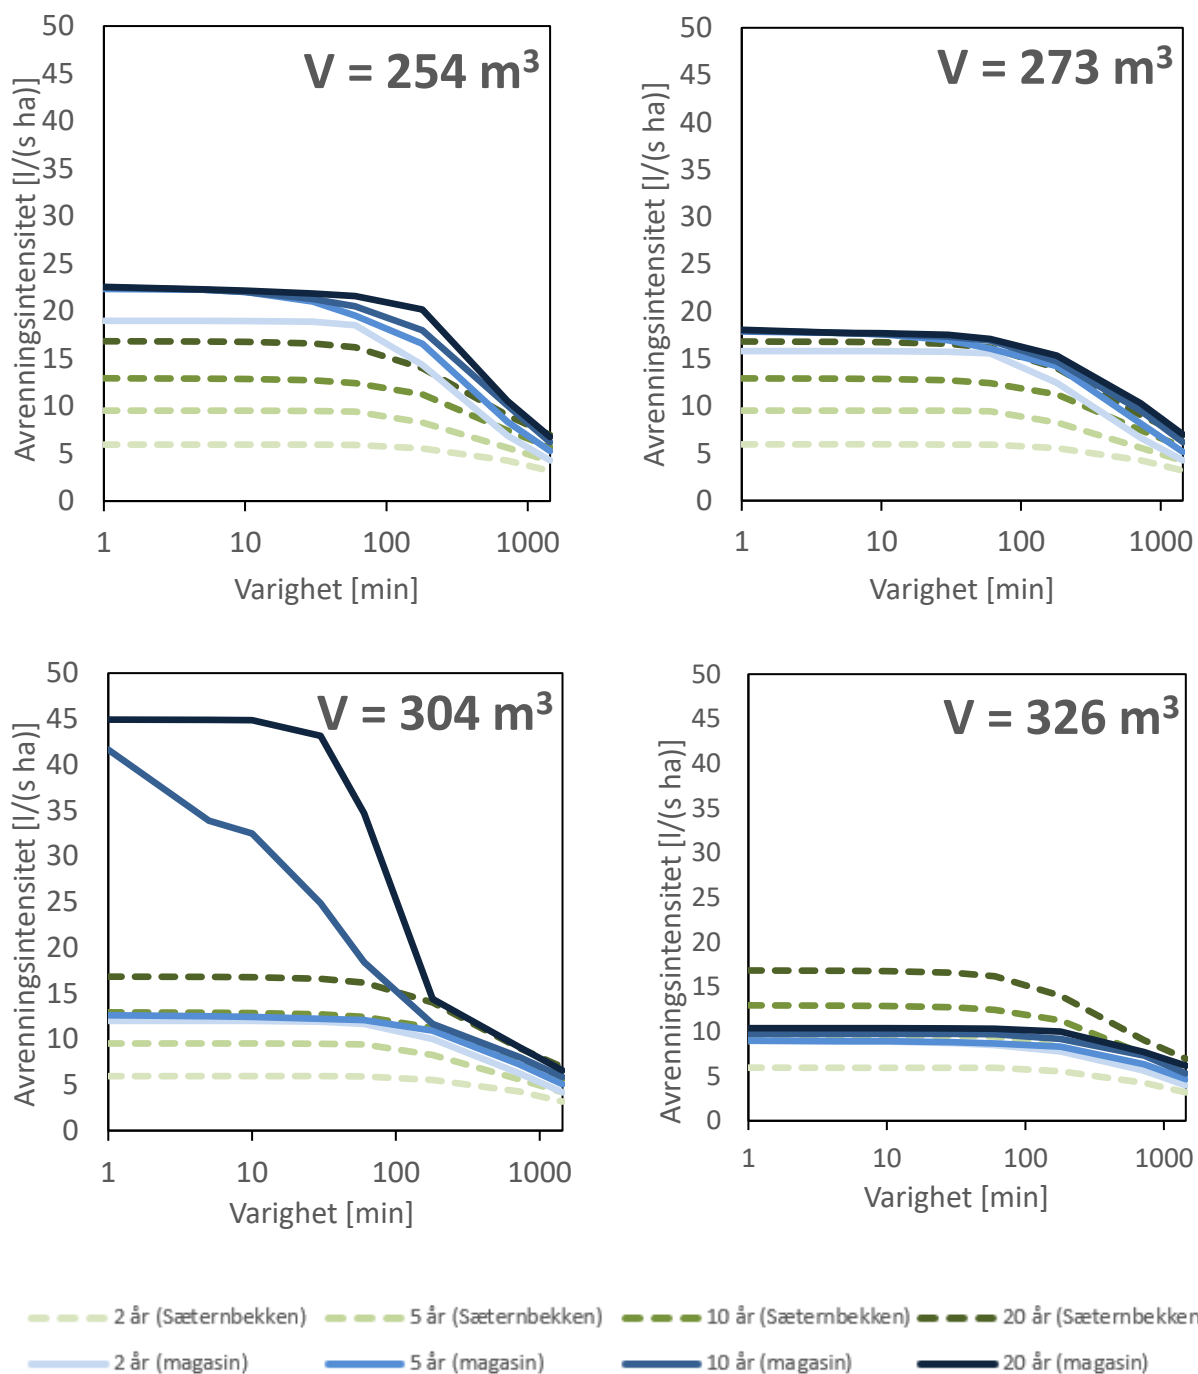 V = 254 m³
Avrenningsintensitet [l/(s ha)]
50
45
40
35
30
25
20
15
10
5
0
1 10 100 1000
Varighet [min]
V = 273 m³
Avrenningsintensitet [l/(s ha)]
50
45
40
35
30
25
20
15
10
5
0
1 10 100 1000
Varighet [min]
V = 304 m³
Avrenningsintensitet [l/(s ha)]
50
45
40
35
30
25
20
15
10
5
0
1 10 100 1000
Varighet [min]
V = 326 m³
Avrenningsintensitet [l/(s ha)]
50
45
40
35
30
25
20
15
10
5
0
1 10 100 1000
Varighet [min]
2 år (Sæternbekken) 5 år (Sæternbekken) 10 år (Sæternbekken) 20 år (Sæternbekken
2 år (magasin) 5 år (magasin) 10 år (magasin) 20 år (magasin)